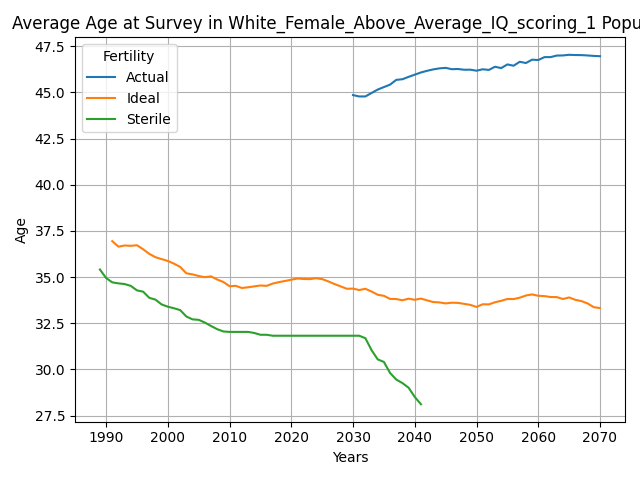 Average Age at Survey in White_Female_Above_Average_IQ_scoring_1 Popu
Fertility
Actual
Ideal
Sterile
47.5
45.0
42.5
40.0
37.5
35.0
32.5
30.0
27.5
Age
1990 2000 2010 2020 2030 2040 2050 2060 2070
Years